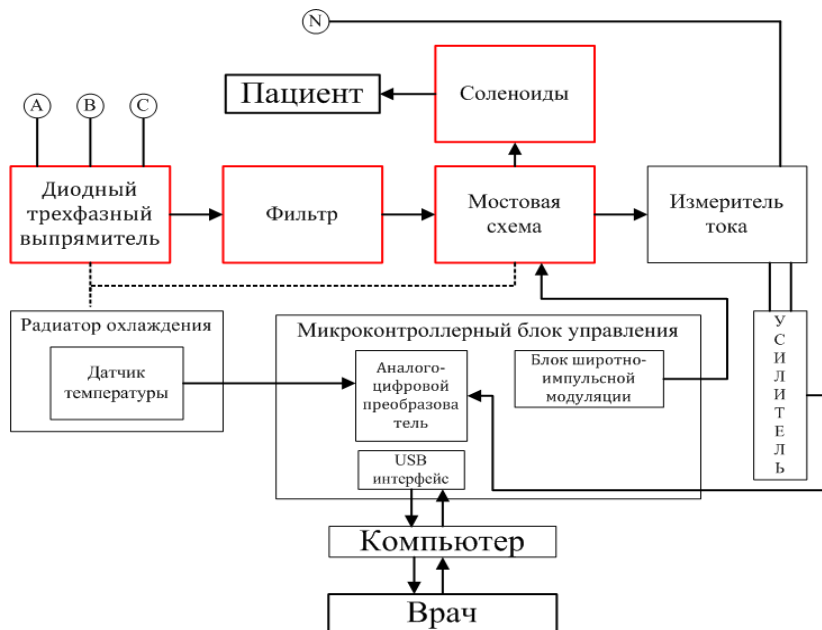 N
Соленоиды
Пациент
A
B
C
Диодный
трехфазный
выпрямитель
Фильтр
Мостовая
схема
Измеритель
тока
Радиатор охлаждения
Датчик
температуры
Микроконтроллерный блок управления
Аналого-
цифровой
преобразова
тель
Блок широтно-
импульсной
модуляции
USB
интерфейс
УСИЛИТЕЛЬ
Компьютер
Врач